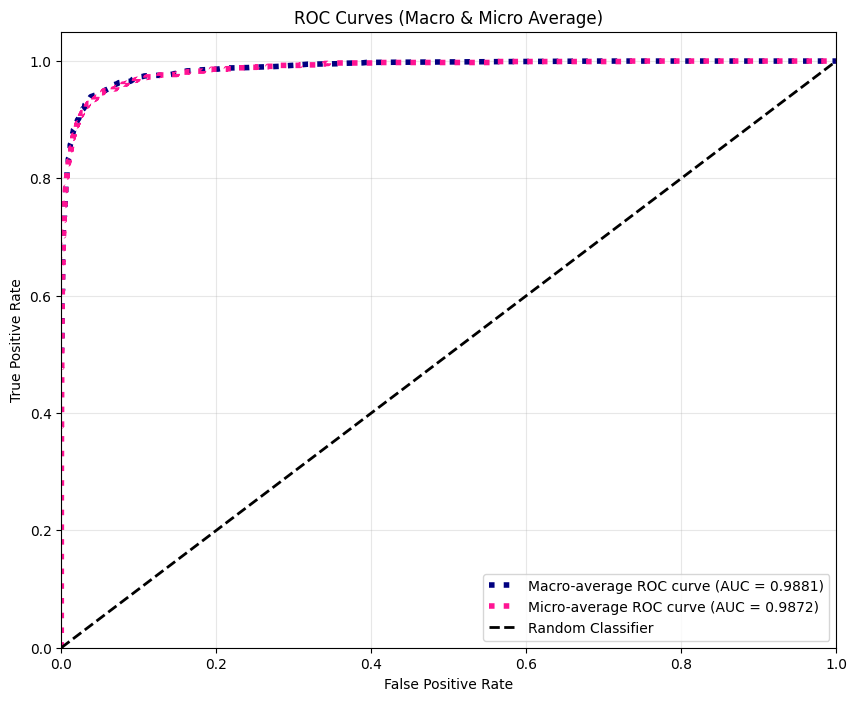 ROC Curves (Macro & Micro Average)
1.0
0.8
0.6
0.4
0.2
0.0
True Positive Rate
0.0 0.2 0.4 0.6 0.8 1.0
False Positive Rate
Macro-average ROC curve (AUC = 0.9881)
Micro-average ROC curve (AUC = 0.9872)
Random Classifier